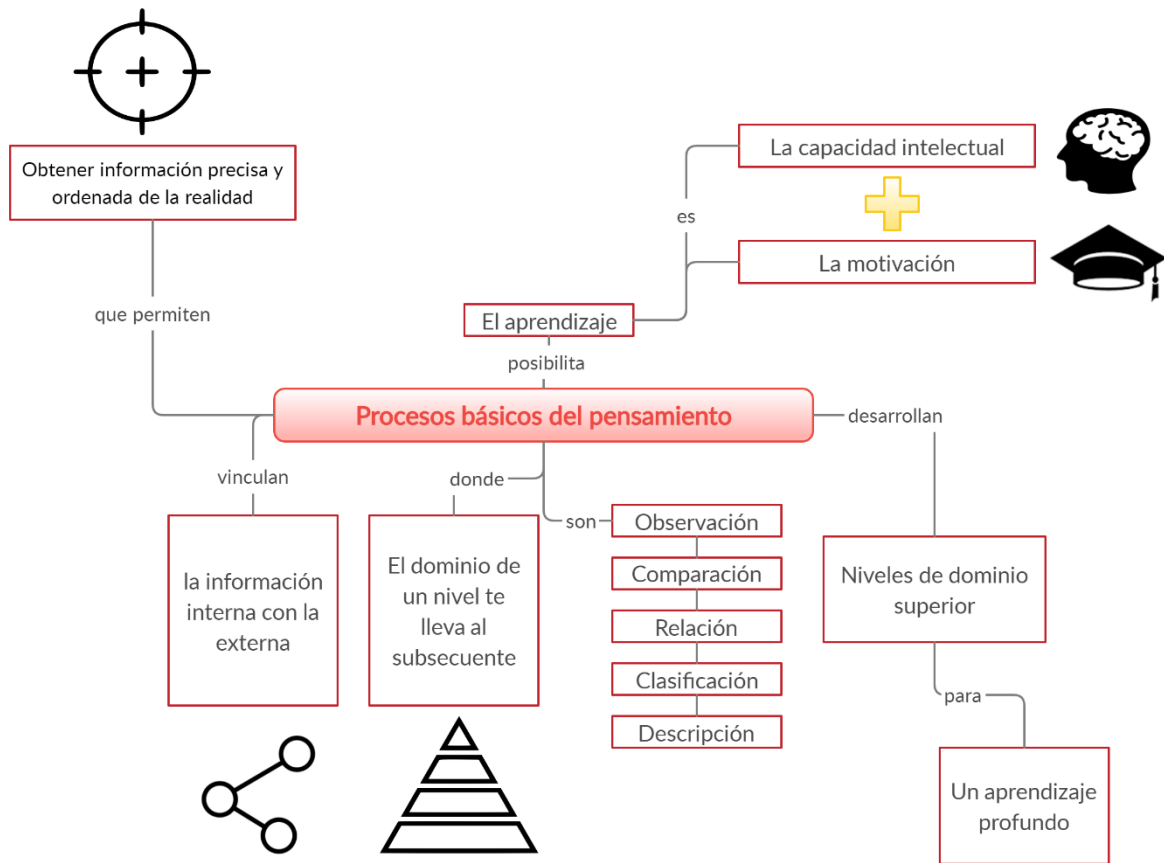 Obtener información precisa y
ordenada de la realidad
que permiten
La capacidad intelectual
es
La motivación
El aprendizaje
posibilita
Procesos básicos del pensamiento
desarrollan
vinculan
la información
interna con la
externa
donde
El dominio de
un nivel te
lleva al
subsecuente
son
Observación
Comparación
Relación
Clasificación
Descripción
Niveles de dominio
superior
para
Un aprendizaje
profundo